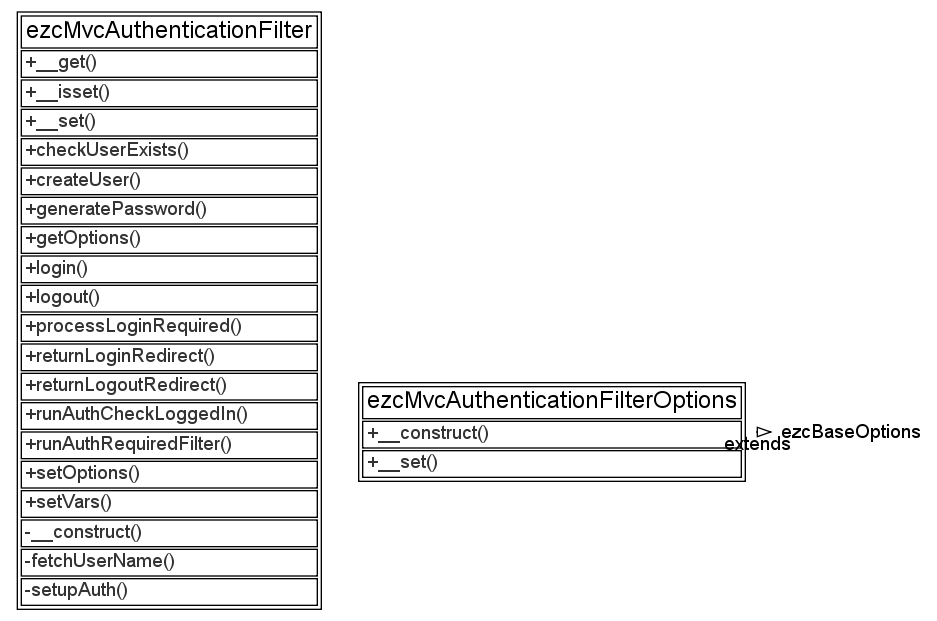 ezcMvcAuthenticationFilter
+__get()
+__isset()
+__set()
+checkUserExists()
+createUser()
+generatePassword()
+getOptions()
+login()
+logout()
+processLoginRequired()
+returnLoginRedirect()
+returnLogoutRedirect()
+runAuthCheckLoggedIn()
+runAuthRequiredFilter()
+setOptions()
+setVars()
-__construct()
-fetchUserName()
-setupAuth()
ezcMvcAuthenticationFilterOptions
+__construct()
+__set()
extends
ezcBaseOptions